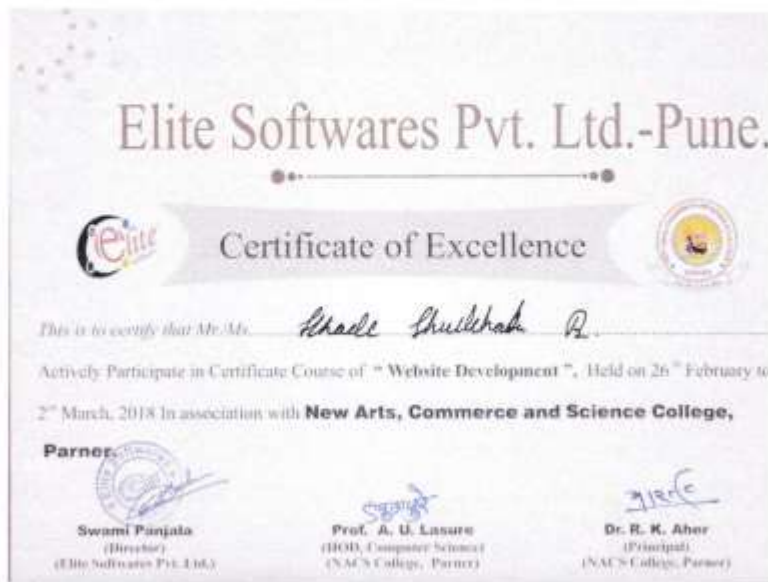 Elite Softwares Pvt. Ltd.-Pune.
Elite
Certificate of Excellence
This is to certify that Mr./Ms.
Actively Participate in Certificate Course of " Website Development ", Held on 26th February to
2nd March, 2018 In association with New Arts, Commerce and Science College,
Parner.
Swami Panjala
Prof. A. U. Lasure
Dr. R. K. Aher
(Director)
(HOD, Computer Science)
(Principal)
(Elite Softwares Pvt. Ltd.)
(NACS College, Parner)
(NACS College, Parner)